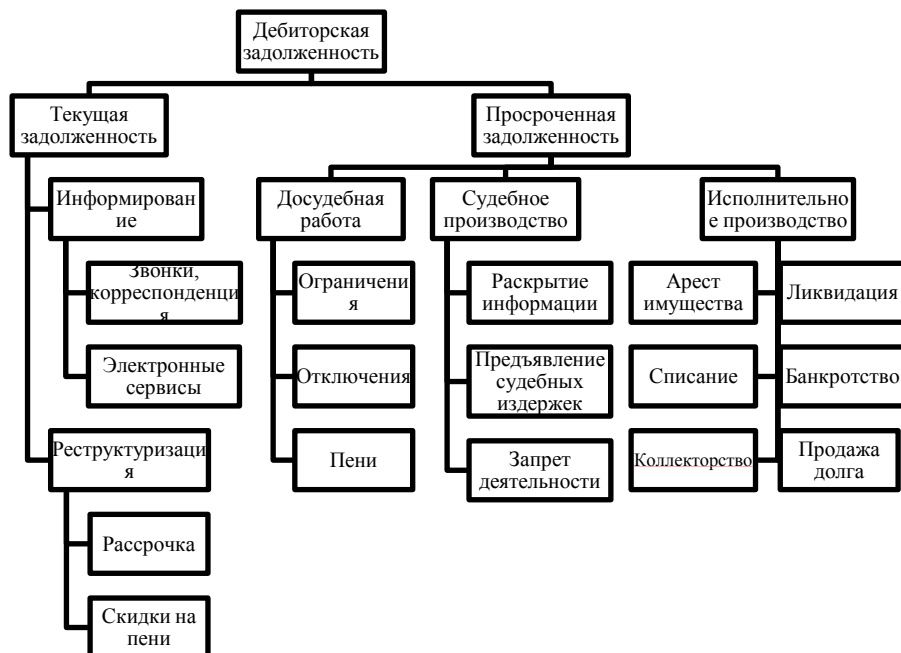 Дебиторская
задолженность
Текущая
задолженность
Просроченная
задолженность
Информирован
ие
Досудебная
работа
Судебное
производство
Исполнительно
е производство
Звонки,
корреспонденци
я
Ограничени
я
Раскрытие
информации
Арест
имущества
Ликвидация
Электронные
сервисы
Отключения
Предъявление
судебных
издержек
Списание
Банкротство
Реструктуризаци
я
Пени
Запрет
деятельности
Коллекторство
Продажа
долга
Рассрочка
Скидки на
пени